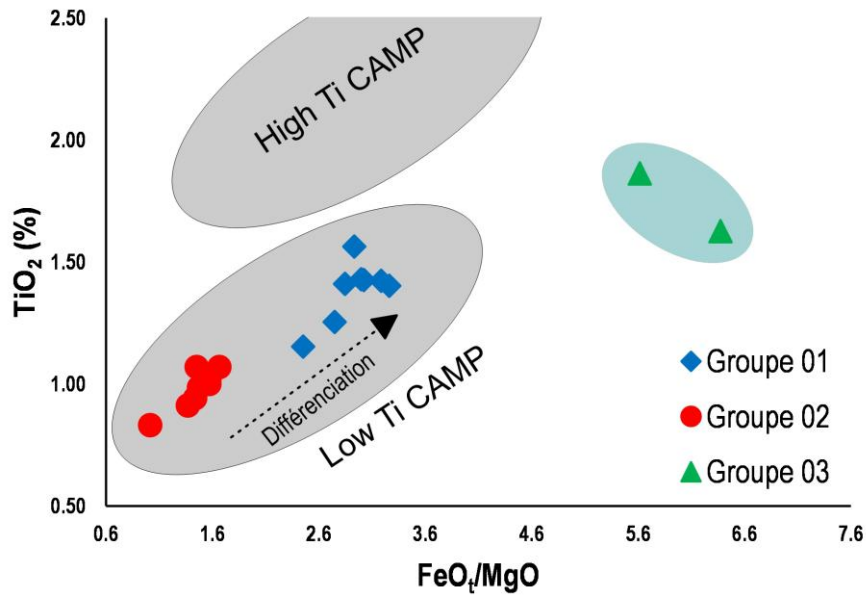 2.50
2.00
1.50
1.00
0.50
TiO2 (%)
High Ti CAMP
Différenciation
Low Ti CAMP
Groupe 01
Groupe 02
Groupe 03
0.6 1.6 2.6 3.6 4.6 5.6 6.6 7.6
FeOt/MgO